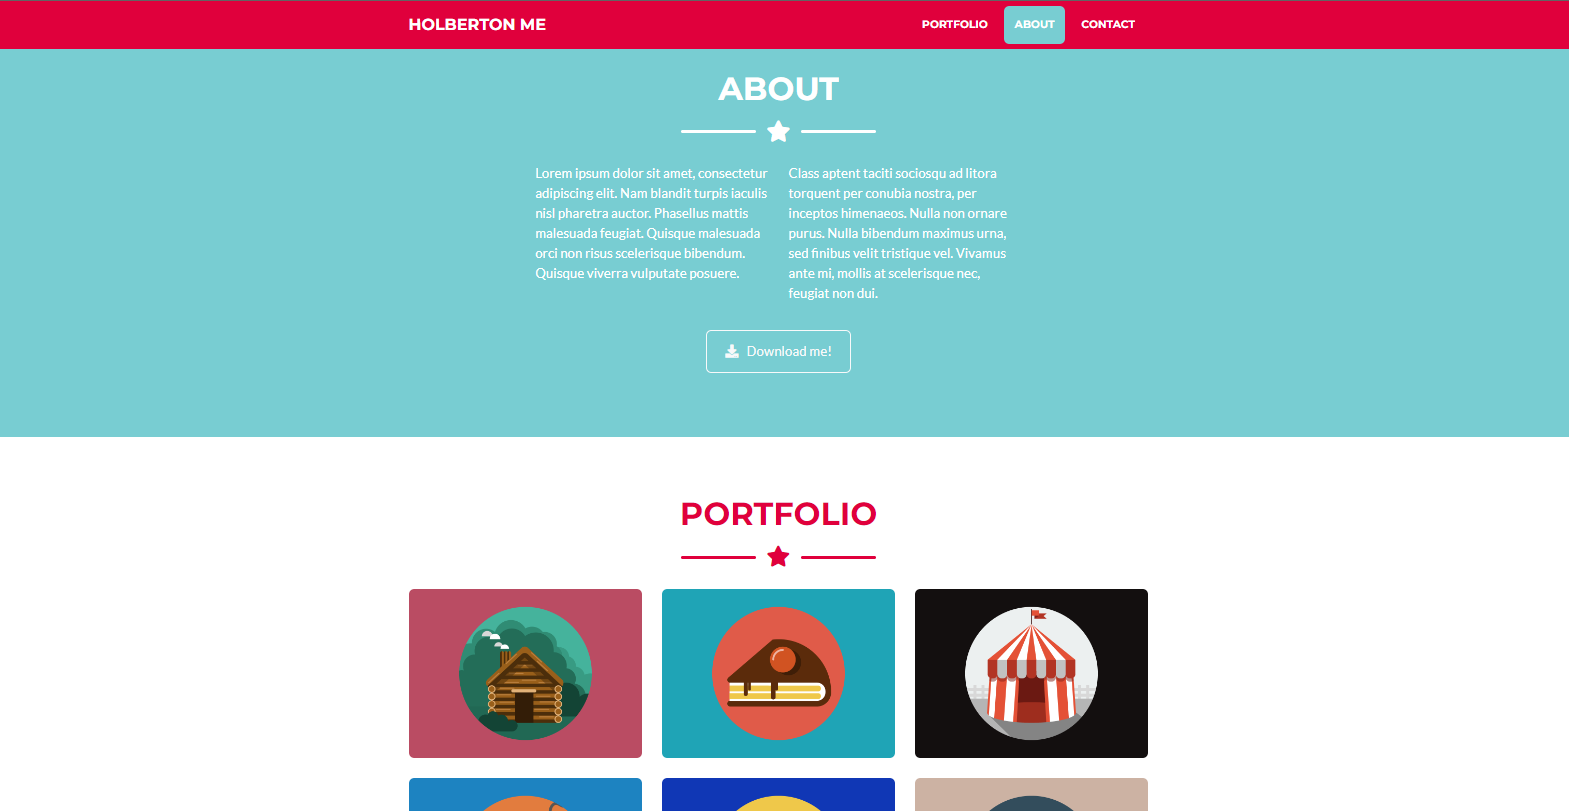 HOLBERTON ME
PORTFOLIO
ABOUT
CONTACT
ABOUT
Lorem ipsum dolor sit amet, consectetur
adipiscing elit. Nam blandit turpis iaculis
nisl pharetra auctor. Phasellus mattis
malesuada feugiat. Quisque malesuada
orci non risus scelerisque bibendum.
Quisque viverra vulputate posuere.
Class aptent taciti sociosqu ad litora
torquent per conubia nostra, per
inceptos himenaeos. Nulla non ornare
purus. Nulla bibendum maximus urna,
sed finibus velit tristique vel. Vivamus
ante mi, mollis at scelerisque nec,
feugiat non dui.
Download me!
PORTFOLIO